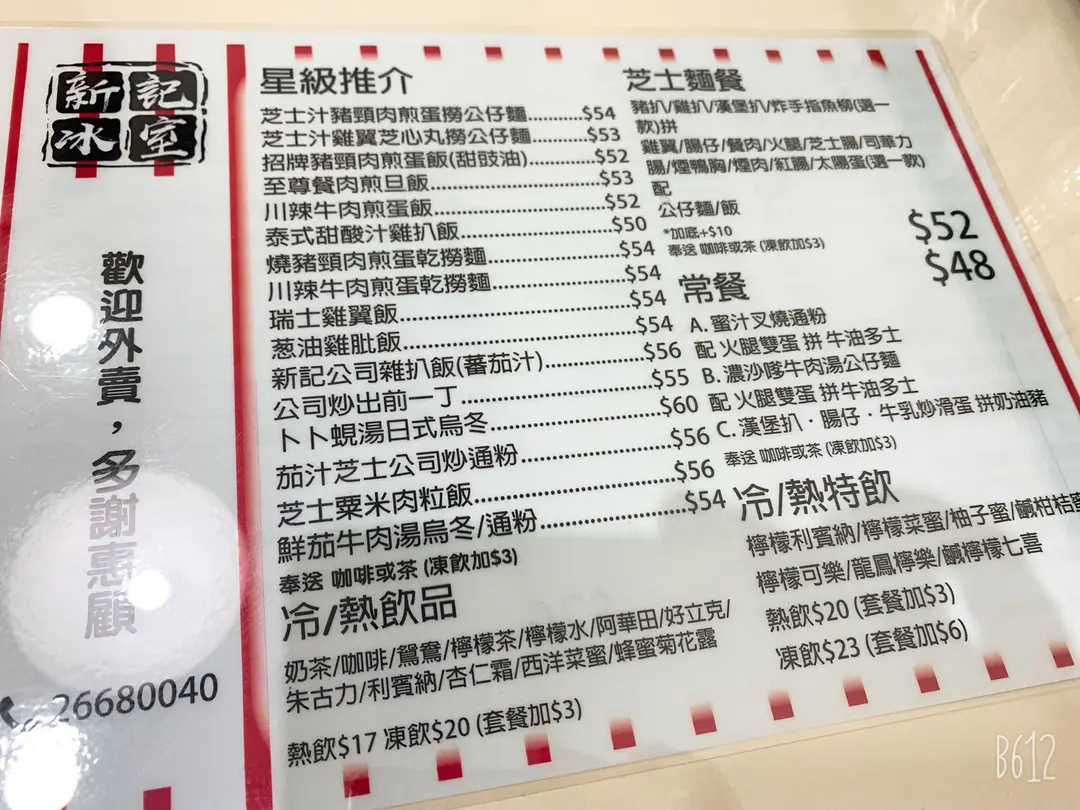 新記
冰室
歡迎外賣，多謝惠顧
26680040
星級推介
芝士汁豬頸肉煎蛋撈公仔麵..........$54
芝士汁雞翼芝心丸撈公仔麵..........$53
招牌豬頸肉煎蛋飯(甜豉油)..........$52
至尊餐肉煎旦飯..........$53
川辣牛肉煎蛋飯..........$52
泰式甜酸汁雞扒飯..........$50
燒豬頸肉煎蛋乾撈麵..........$54
川辣牛肉煎蛋乾撈麵..........$54
瑞士雞翼飯..........$54
葱油雞肶飯..........$54
新記公司雜扒飯(蕃茄汁)..........$56
公司炒出前一丁..........$55
卜卜蜆湯日式烏冬..........$60
茄汁芝士公司炒通粉..........$56
芝士粟米肉粒飯..........$56
鮮茄牛肉湯烏冬/通粉..........$54
奉送 咖啡或茶 (凍飲加$3)
冷/熱飲品
奶茶/咖啡/鴛鴦/檸檬茶/檸檬水/阿華田/好立克/
朱古力/利賓納/杏仁霜/西洋菜蜜/蜂蜜菊花露
熱飲$17 凍飲$20 (套餐加$3)
芝士麵餐
豬扒/雞扒/漢堡扒/炸手指魚柳(選一
款)拼
雞翼/腸仔/餐肉/火腿/芝士腸/司華力
腸/煙鴨胸/煙肉/紅腸/太陽蛋(選一款)
配
公仔麵/飯
*加底+$10
奉送 咖啡或茶 (凍飲加$3)
$52
$48
常餐
A. 蜜汁叉燒通粉
配 火腿雙蛋 拼 牛油多士
B. 濃沙嗲牛肉湯公仔麵
配 火腿雙蛋 拼牛油多士
C. 漢堡扒．腸仔．牛乳炒滑蛋 拼奶油豬
奉送 咖啡或茶 (凍飲加$3)
冷/熱特飲
檸檬利賓納/檸檬菜蜜/柚子蜜/鹹柑桔蜜
檸檬可樂/龍鳳檸樂/鹹檸檬七喜
熱飲$20 (套餐加$3)
凍飲$23 (套餐加$6)
B612